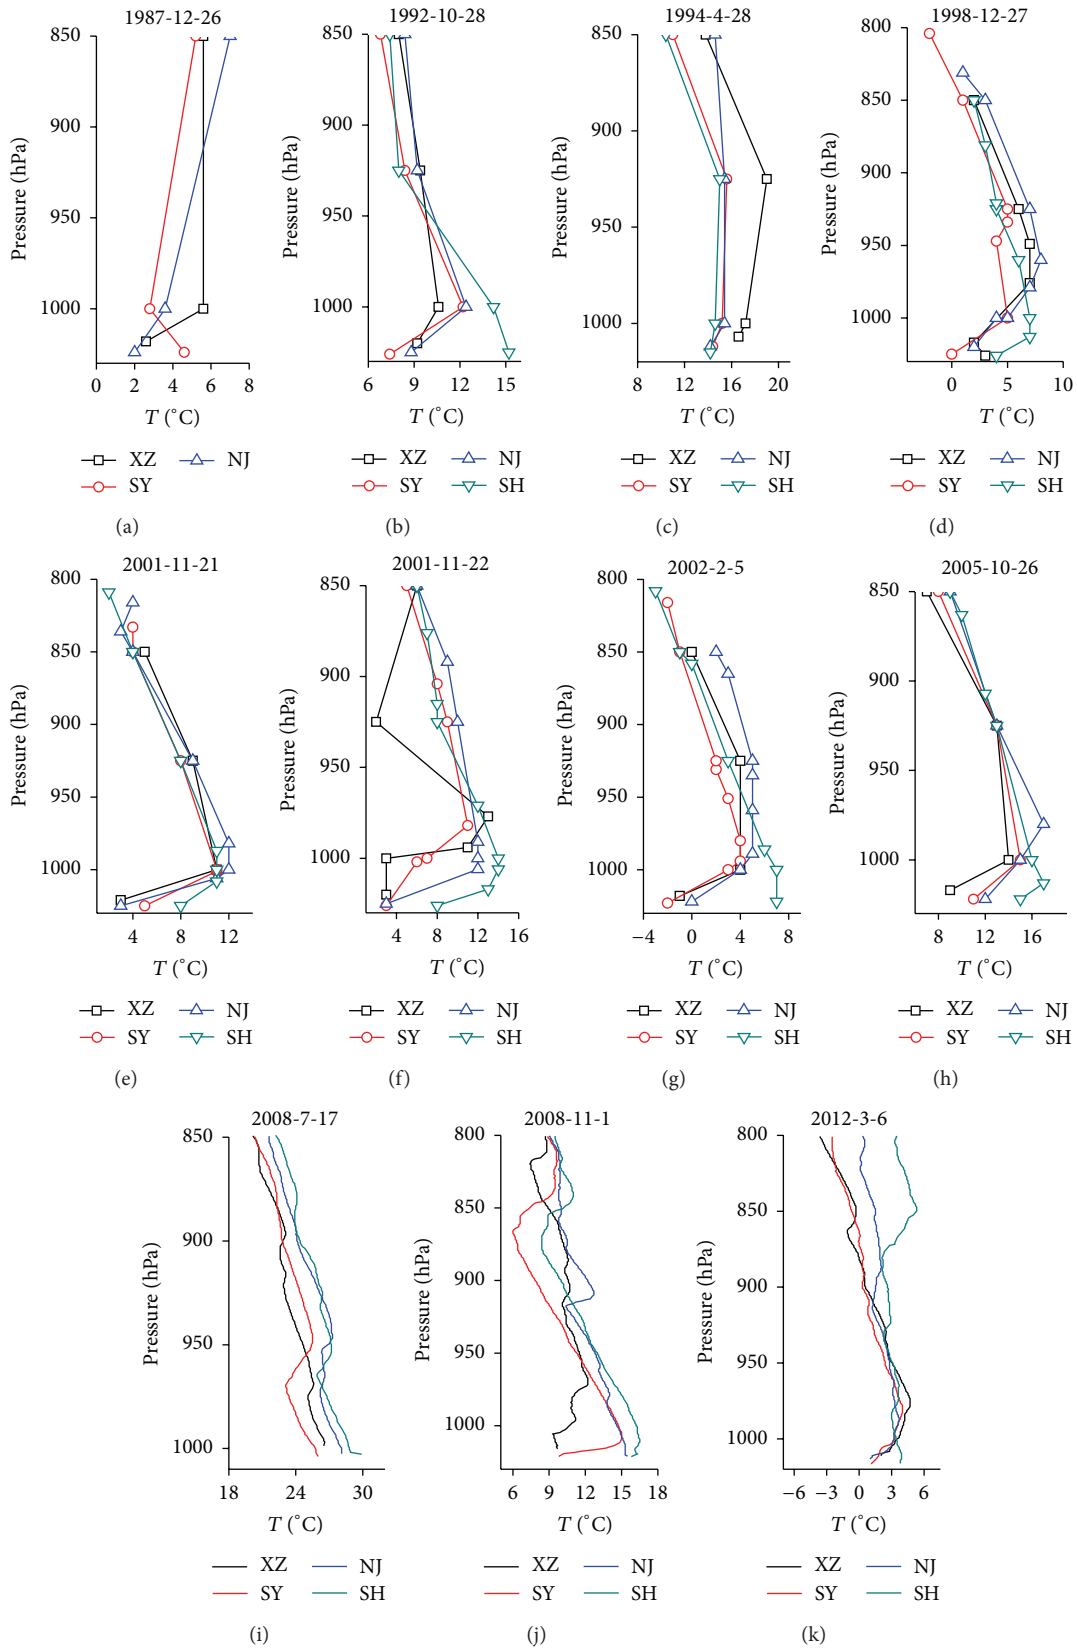 1987-12-26
850
900
950
1000
Pressure (hPa)
0 2 4 6 8
T (°C)
XZ NJ
SY
(a)
1992-10-28
850
900
950
1000
Pressure (hPa)
6 9 12 15
T (°C)
XZ NJ
SY SH
(b)
1994-4-28
850
900
950
1000
Pressure (hPa)
8 12 16 20
T (°C)
XZ NJ
SY SH
(c)
1998-12-27
800
850
900
950
1000
Pressure (hPa)
0 5 10
T (°C)
XZ NJ
SY SH
(d)
2001-11-21
800
850
900
950
1000
Pressure (hPa)
4 8 12
T (°C)
XZ NJ
SY SH
(e)
2001-11-22
850
900
950
1000
Pressure (hPa)
4 8 12 16
T (°C)
XZ NJ
SY SH
(f)
2002-2-5
800
850
900
950
1000
Pressure (hPa)
−4 0 4 8
T (°C)
XZ NJ
SY SH
(g)
2005-10-26
850
900
950
1000
Pressure (hPa)
8 12 16
T (°C)
XZ NJ
SY SH
(h)
2008-7-17
850
900
950
1000
Pressure (hPa)
18 24 30
T (°C)
XZ NJ
SY SH
(i)
2008-11-1
800
850
900
950
1000
Pressure (hPa)
6 9 12 15 18
T (°C)
XZ NJ
SY SH
(j)
2012-3-6
800
850
900
950
1000
Pressure (hPa)
−6 −3 0 3 6
T (°C)
XZ NJ
SY SH
(k)